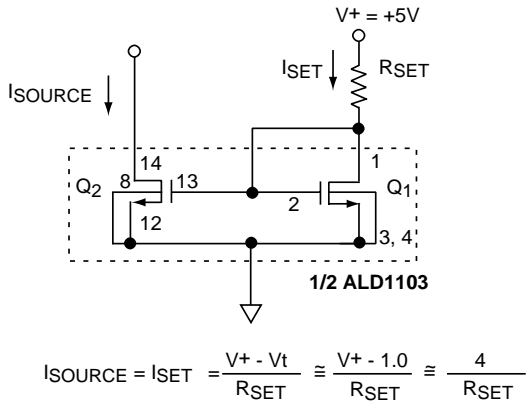 V+ = +5V
ISET
RSET
ISOURCE
14
1
Q2
8
13
Q1
2
12
3, 4
1/2 ALD1103
ISOURCE = ISET = V+ - Vt / RSET ≅ V+ - 1.0 / RSET ≅ 4 / RSET